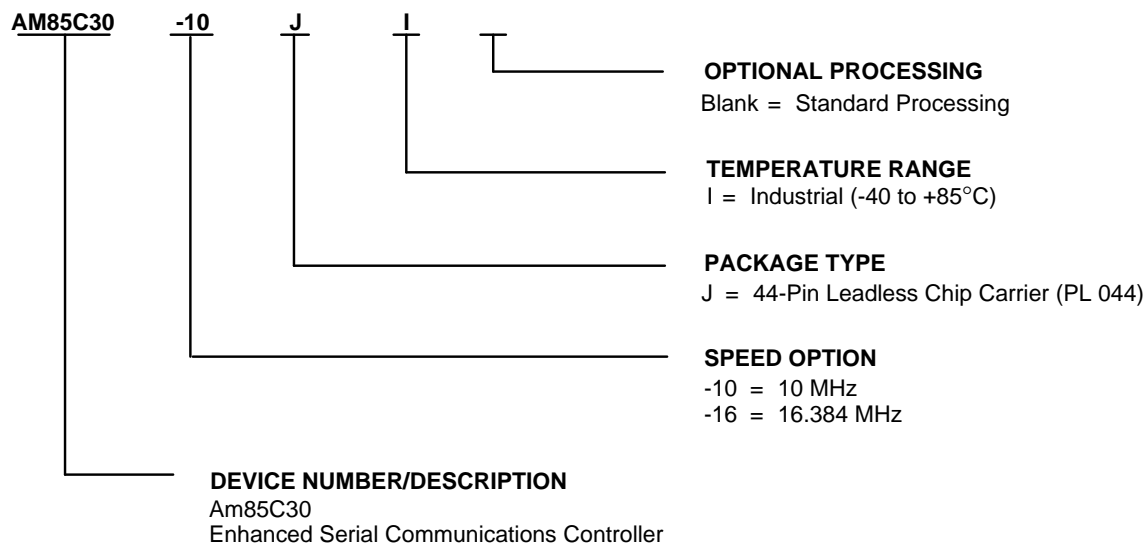 AM85C30 -10 J I
OPTIONAL PROCESSING
Blank = Standard Processing
TEMPERATURE RANGE
I = Industrial (-40 to +85°C)
PACKAGE TYPE
J = 44-Pin Leadless Chip Carrier (PL 044)
SPEED OPTION
-10 = 10 MHz
-16 = 16.384 MHz
DEVICE NUMBER/DESCRIPTION
Am85C30
Enhanced Serial Communications Controller